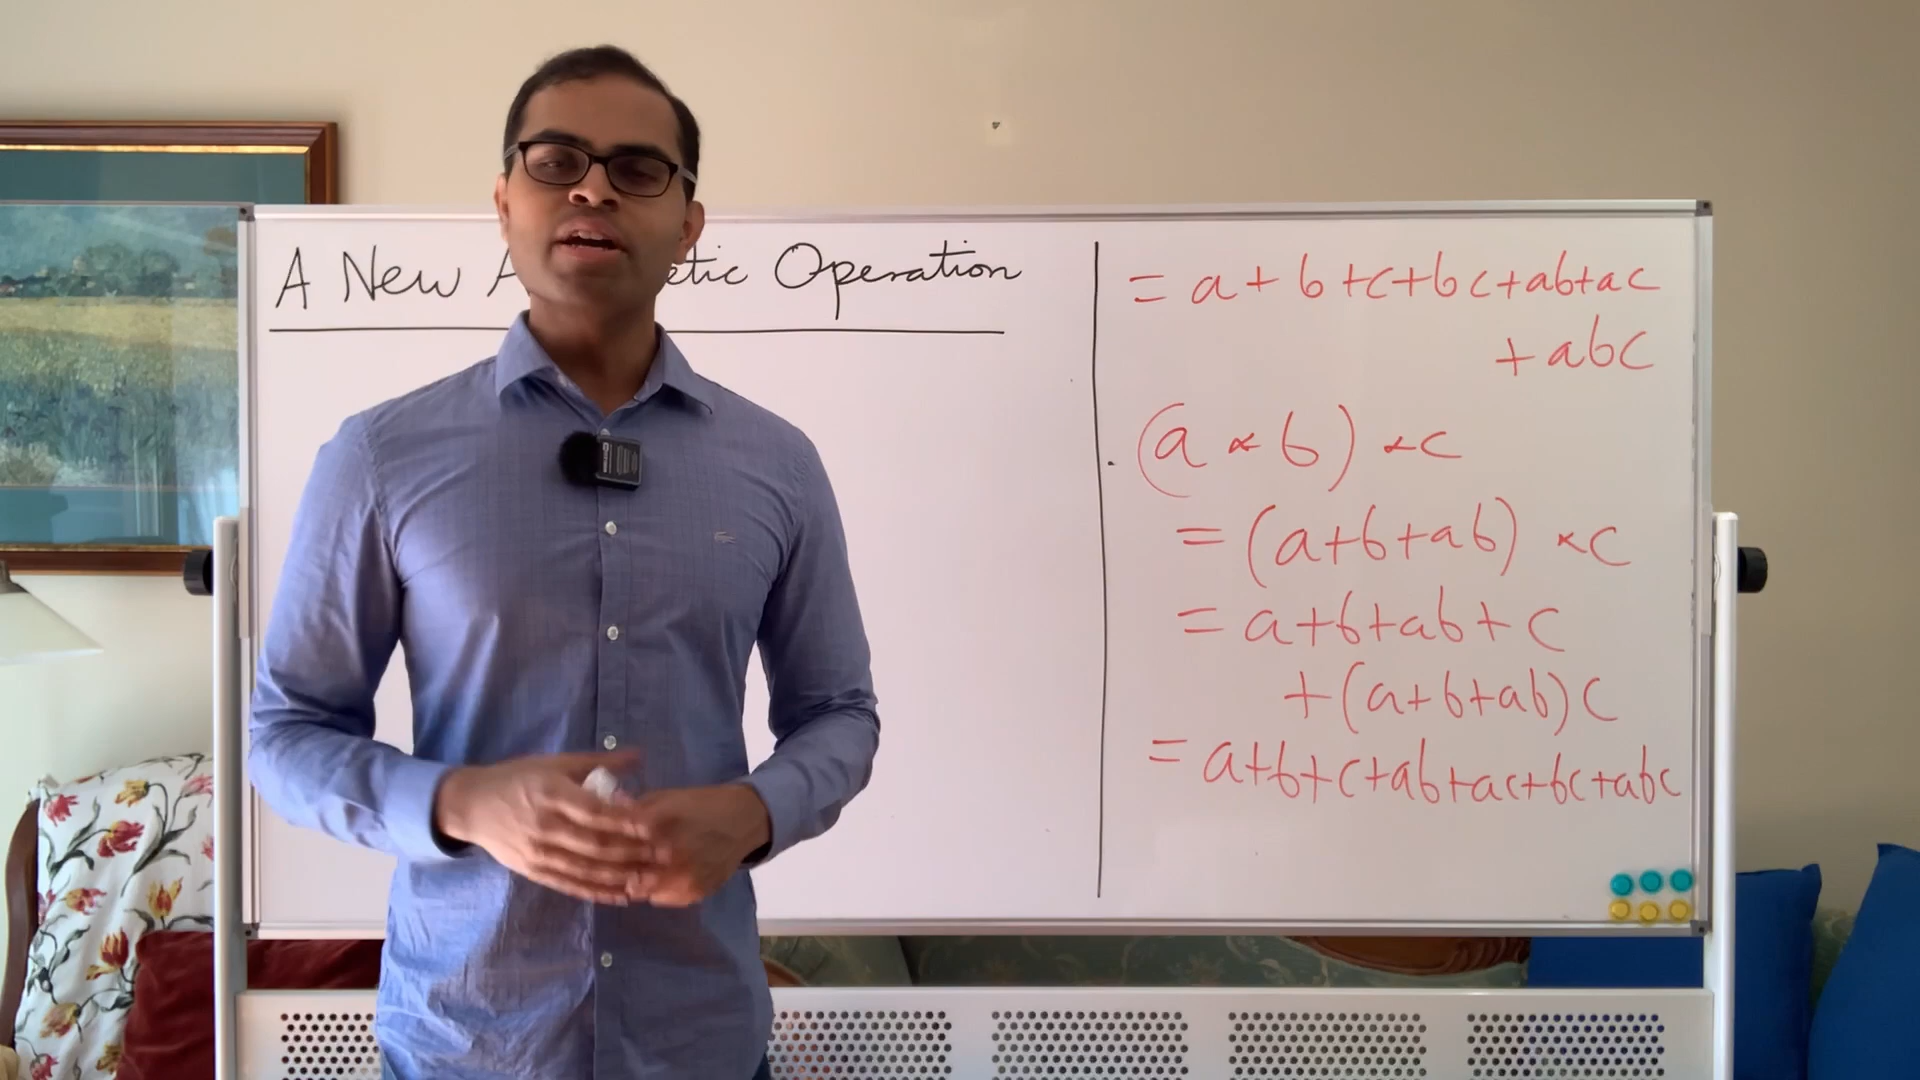 A New A etic Operation
= a + b + c + bc + ab + ac
+ abc
(a * b) * c
= (a+b+ab) * c
= a+b+ab + c
+ (a+b+ab)c
= a+b+c+ab+ac+bc+abc